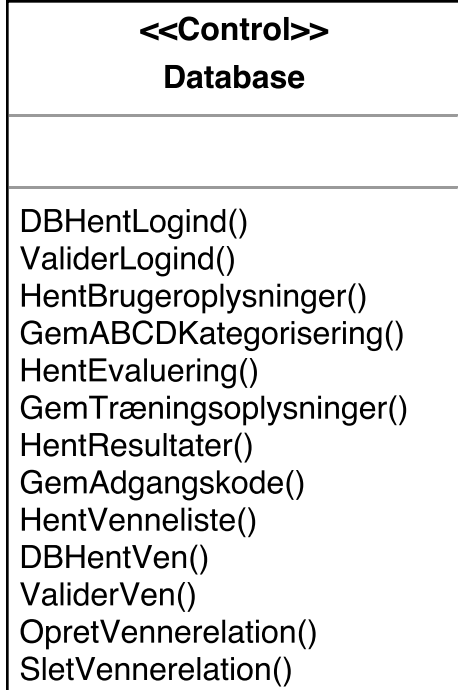 <<Control>>
Database
DBHentLogind()
ValiderLogind()
HentBrugeroplysninger()
GemABCDKategorisering()
HentEvaluering()
GemTræningsoplysninger()
HentResultater()
GemAdgangskode()
HentVenneliste()
DBHentVen()
ValiderVen()
OpretVennerelation()
SletVennerelation()